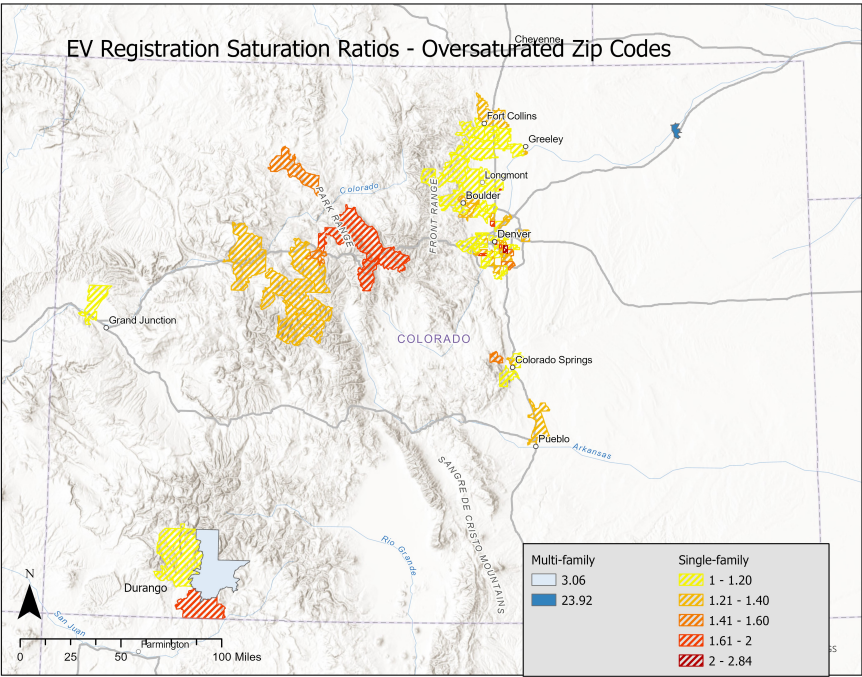 Cheyenne
EV Registration Saturation Ratios - Oversaturated Zip Codes
Fort Collins
Greeley
Longmont
Colorado
Boulder
PARK RANGE
FRONT RANGE
Denver
Grand Junction
COLORADO
Colorado Springs
Pueblo
Arkansas
SANGRE DE CRISTO MOUNTAINS
Rio Grande
Durango
N
San Juan
Farmington
0 25 50 100 Miles
Multi-family
3.06
23.92
Single-family
1 - 1.20
1.21 - 1.40
1.41 - 1.60
1.61 - 2
2 - 2.84